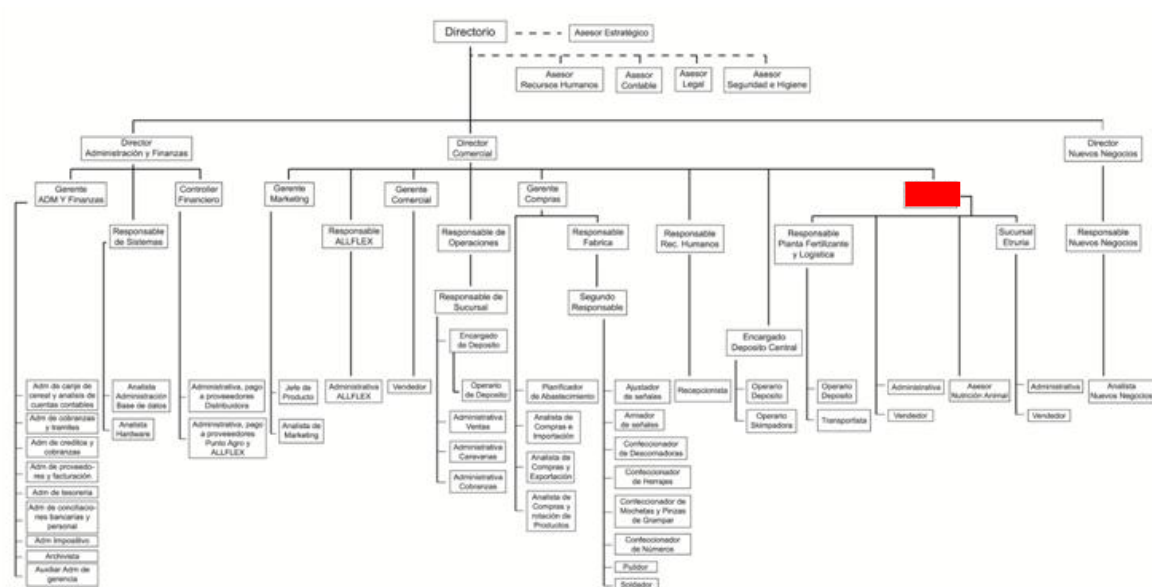 Directorio
Asesor Estratégico
Asesor
Recursos Humanos
Asesor
Contable
Asesor
Legal
Asesor
Seguridad e Higiene
Director
Administración y Finanzas
Director
Comercial
Director
Nuevos Negocios
Gerente
ADM Y Finanzas
Controller
Financiero
Gerente
Marketing
Gerente
Comercial
Gerente
Compras
Responsable
de Sistemas
Responsable
ALLFLEX
Responsable de
Operaciones
Responsable
Fabrica
Responsable
Rec. Humanos
Responsable
Planta Fertilizante
y Logistica
Sucursal
Etruria
Responsable
Nuevos Negocios
Responsable de
Sucursal
Segundo
Responsable
Encargado
de Deposito
Encargado
Deposito Central
Adm de canje de
cereal y analisis de
cuentas contables
Adm de cobranzas
y tramites
Adm de creditos y
cobranzas
Adm de proveedo-
res y facturación
Adm de tesoreria
Adm de conciliacio-
nes bancarias y
personal
Adm Impositivo
Archivista
Auxiliar Adm de
gerencia
Analista
Administración
Base de datos
Analista
Hardware
Administrativa, pago
a proveedores
Distribuidora
Administrativa, pago
a proveeedores
Punto Agro y
ALLFLEX
Jefe de
Producto
Analista de
Marketing
Administrativa
ALLFLEX
Vendedor
Operario
de Deposito
Administrativa
Ventas
Administrativa
Caravanas
Administrativa
Cobranzas
Planificador
de Abastecimiento
Analista de
Compras e
Importación
Analista de
Compras y
Exportación
Analista de
Compras y
rotación de
Productos
Ajustador
de señales
Armador
de señales
Confeccionador
de Descornadoras
Confeccionador
de Herrajes
Confeccionador de
Mochetas y Pinzas
de Grampar
Confeccionador
de Números
Pulidor
Soldador
Recepcionista
Operario
Deposito
Operario
Skimpadora
Operario
Deposito
Transportista
Administrativa
Vendedor
Asesor
Nutrición Animal
Administrativa
Vendedor
Analista
Nuevos Negocios